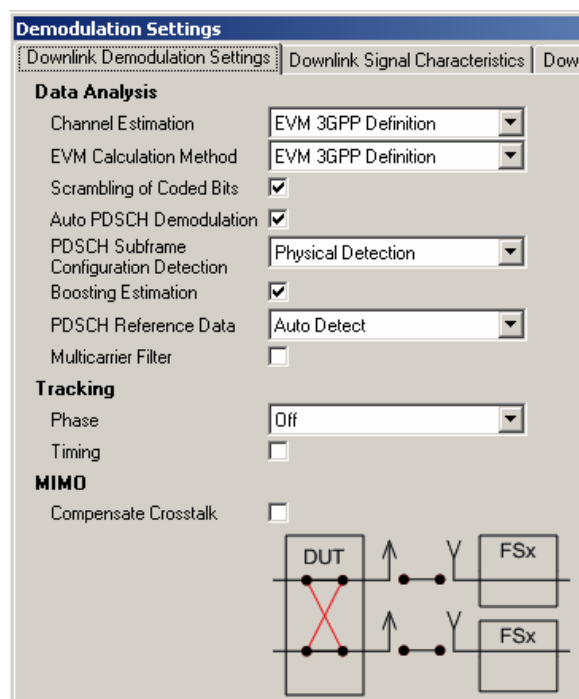 Demodulation Settings
Downlink Demodulation Settings Downlink Signal Characteristics Dow
Data Analysis
Channel Estimation EVM 3GPP Definition
EVM Calculation Method EVM 3GPP Definition
Scrambling of Coded Bits
Auto PDSCH Demodulation
PDSCH Subframe
Configuration Detection Physical Detection
Boosting Estimation
PDSCH Reference Data Auto Detect
Multicarrier Filter
Tracking
Phase Off
Timing
MIMO
Compensate Crosstalk
DUT FSx
FSx